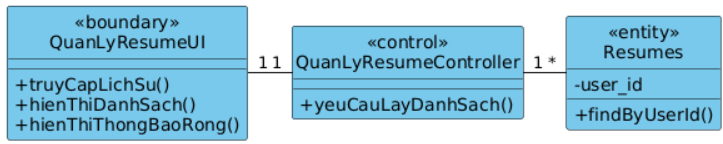 «boundary»
QuanLyResumeUI
+truyCapLichSu()
+hienThiDanhSach()
+hienThiThongBaoRong()
1 1
«control»
QuanLyResumeController
+yeuCauLayDanhSach()
1 *
«entity»
Resumes
-user_id
+findByUserId()